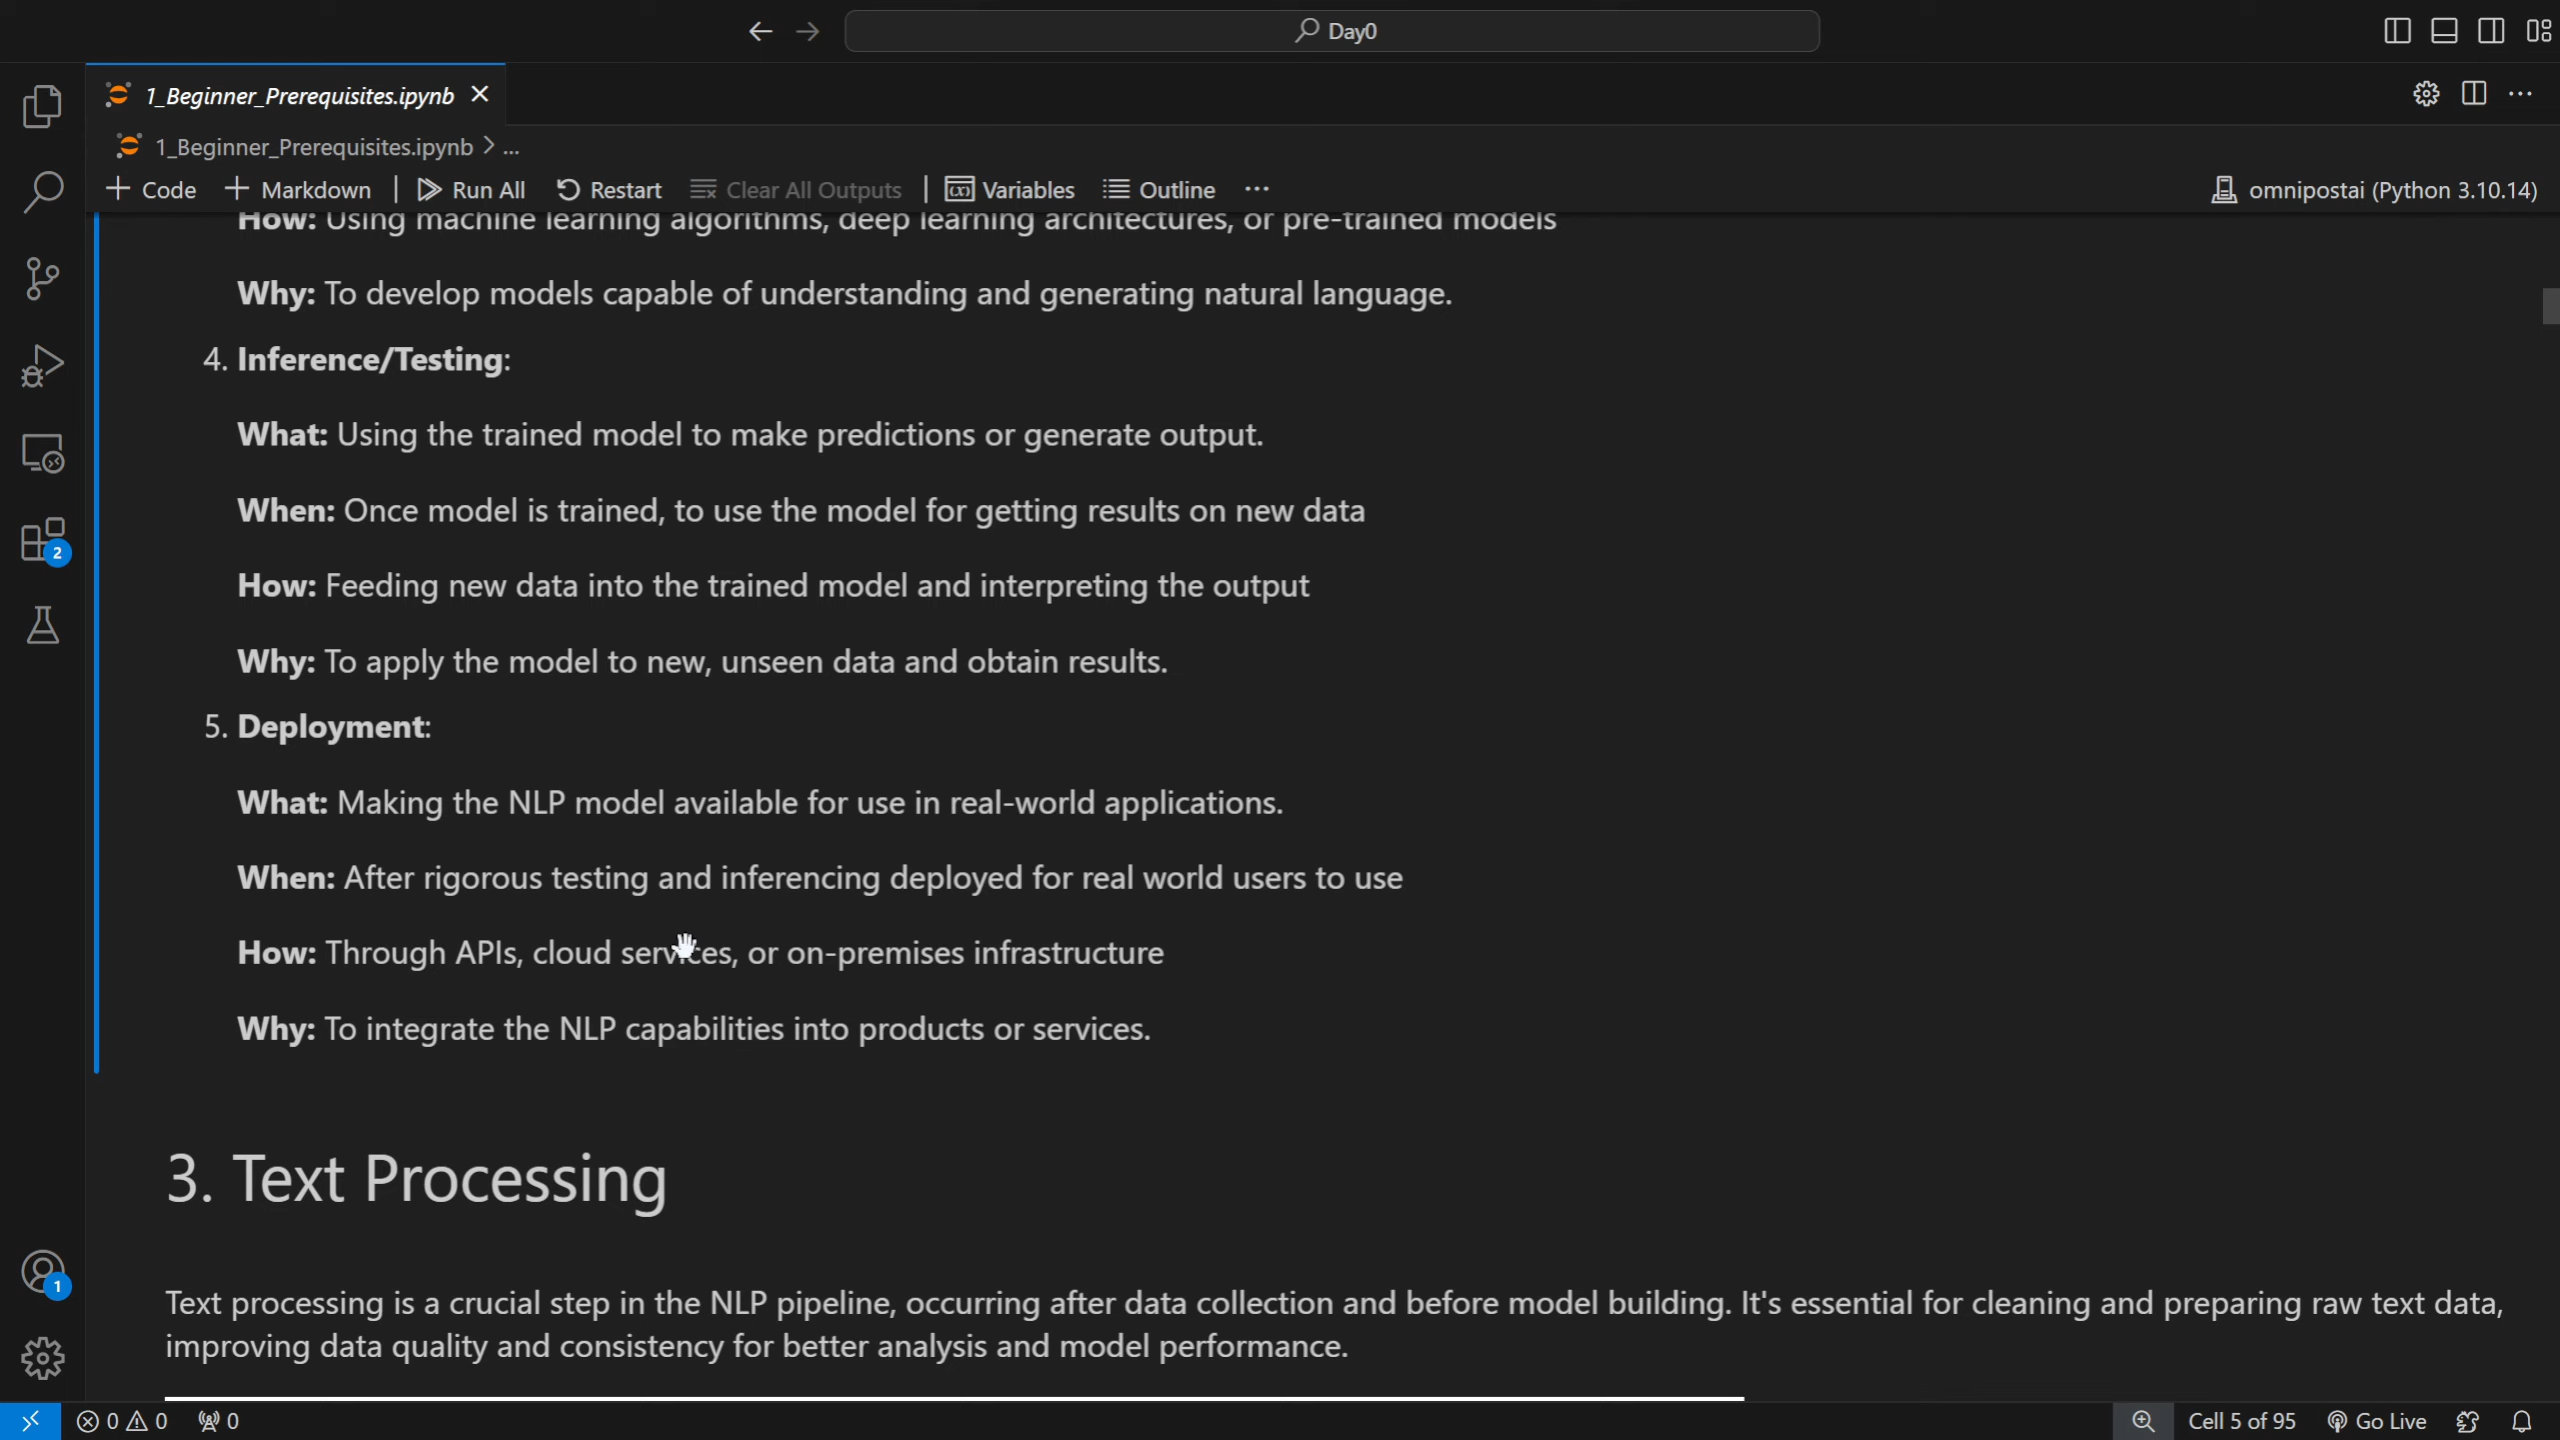 Day0
1_Beginner_Prerequisites.ipynb
1_Beginner_Prerequisites.ipynb > ...
+ Code + Markdown | Run All Restart Clear All Outputs | Variables Outline ... omnipostai (Python 3.10.14)
How: Using machine learning algorithms, deep learning architectures, or pre-trained models
Why: To develop models capable of understanding and generating natural language.
4. Inference/Testing:
What: Using the trained model to make predictions or generate output.
When: Once model is trained, to use the model for getting results on new data
How: Feeding new data into the trained model and interpreting the output
Why: To apply the model to new, unseen data and obtain results.
5. Deployment:
What: Making the NLP model available for use in real-world applications.
When: After rigorous testing and inferencing deployed for real world users to use
How: Through APIs, cloud services, or on-premises infrastructure
Why: To integrate the NLP capabilities into products or services.
3. Text Processing
Text processing is a crucial step in the NLP pipeline, occurring after data collection and before model building. It's essential for cleaning and preparing raw text data,
improving data quality and consistency for better analysis and model performance.
2
1
0 0 0 Cell 5 of 95 Go Live